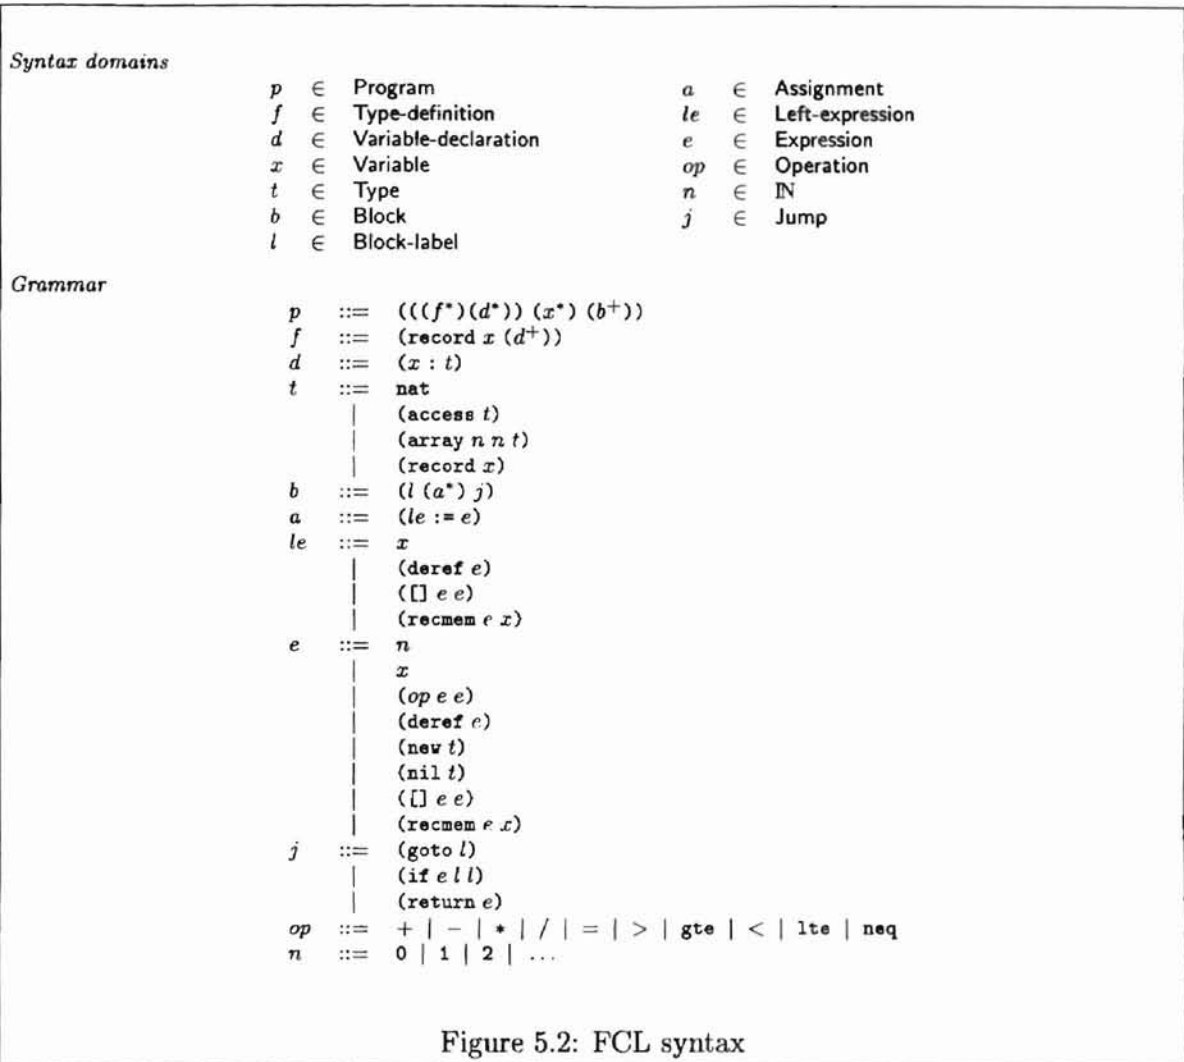 Syntax domains
p ∈ Program a ∈ Assignment
f ∈ Type-definition le ∈ Left-expression
d ∈ Variable-declaration e ∈ Expression
x ∈ Variable op ∈ Operation
t ∈ Type n ∈ IN
b ∈ Block j ∈ Jump
l ∈ Block-label
Grammar
p ::= (((f*)(d*)) (x*) (b+))
f ::= (record x (d+))
d ::= (x : t)
t ::= nat
| (access t)
| (array n n t)
| (record x)
b ::= (l (a*) j)
a ::= (le := e)
le ::= x
| (deref e)
| ([] e e)
| (recmem e x)
e ::= n
| x
| (op e e)
| (deref e)
| (new t)
| (nil t)
| ([] e e)
| (recmem e x)
j ::= (goto l)
| (if e l l)
| (return e)
op ::= + | − | * | / | = | > | gte | < | lte | neq
n ::= 0 | 1 | 2 | ...
Figure 5.2: FCL syntax